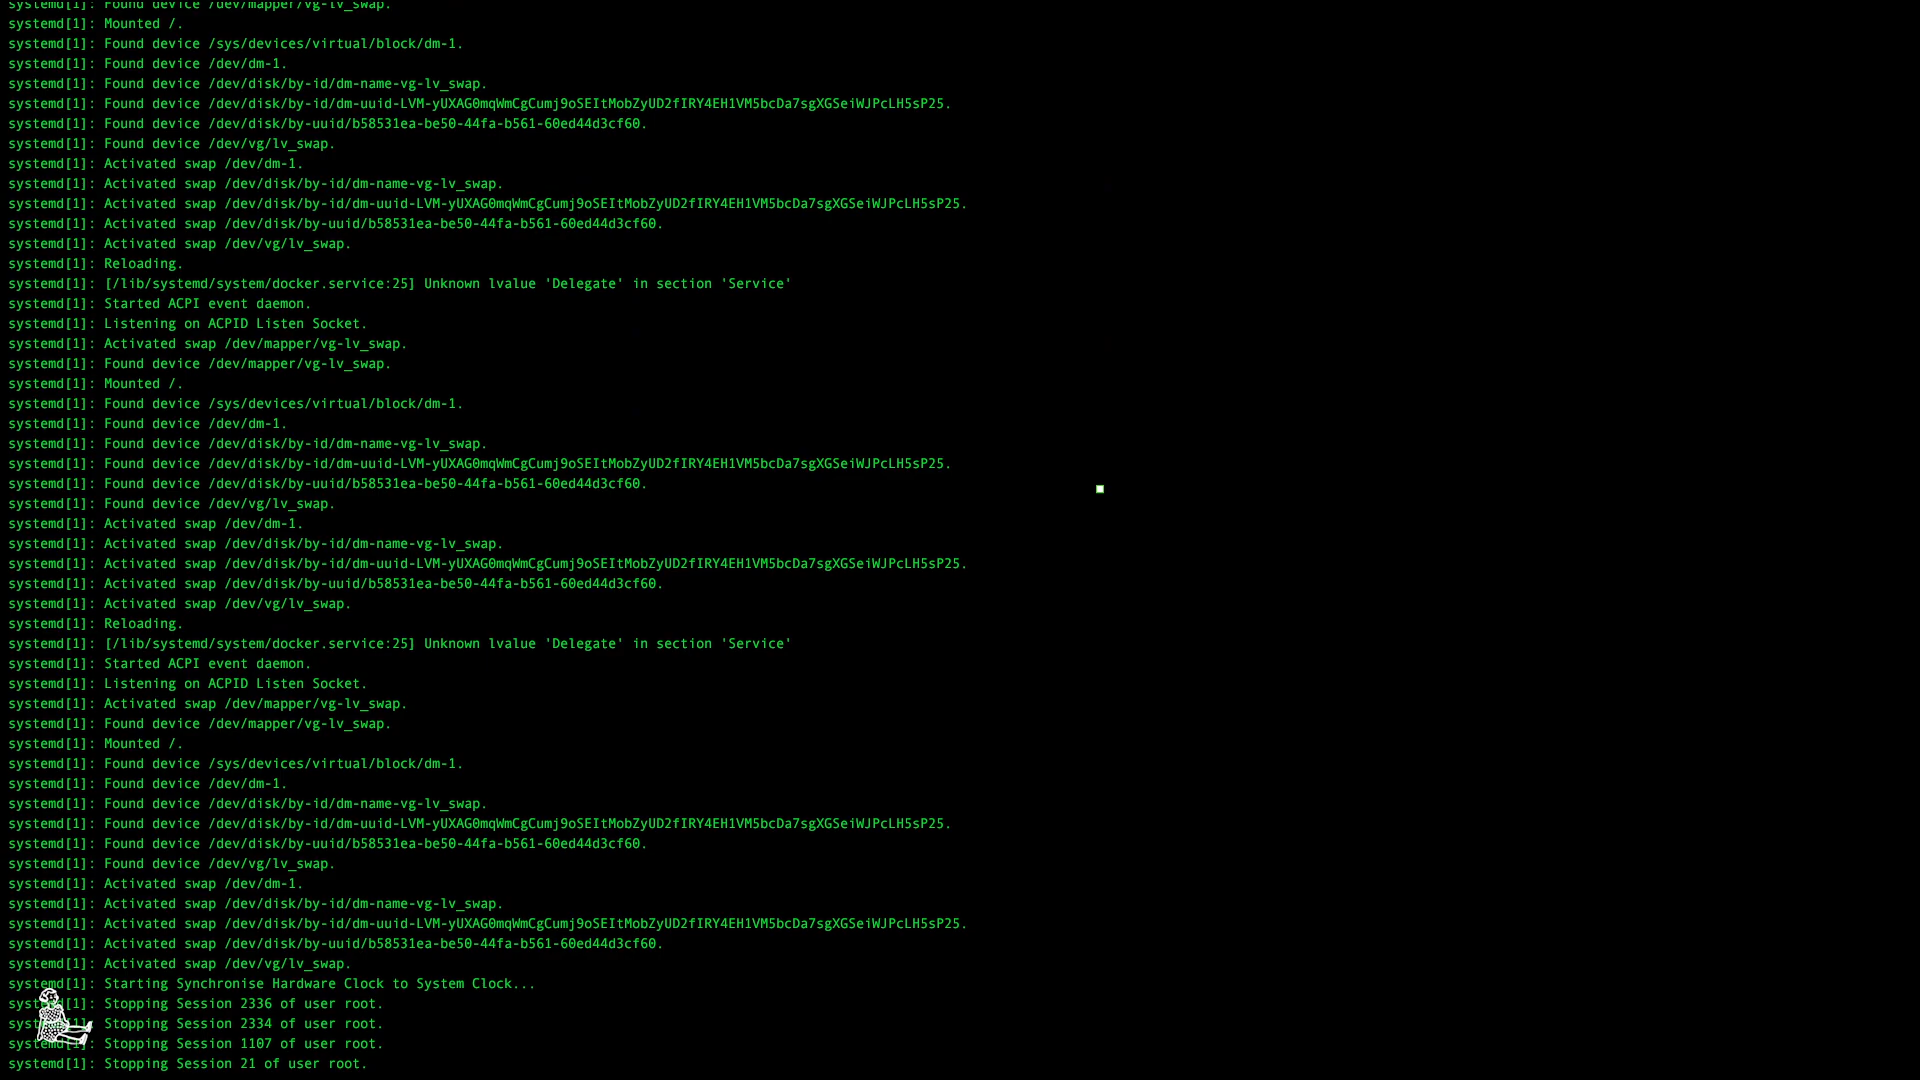 systemd[1]: Found device /dev/mapper/vg-lv_swap.
systemd[1]: Mounted /.
systemd[1]: Found device /sys/devices/virtual/block/dm-1.
systemd[1]: Found device /dev/dm-1.
systemd[1]: Found device /dev/disk/by-id/dm-name-vg-lv_swap.
systemd[1]: Found device /dev/disk/by-id/dm-uuid-LVM-yUXAG0mqWmCgCumj9oSEItMobZyUD2fIRY4EH1VM5bcDa7sgXGSeiWJPcLH5sP25.
systemd[1]: Found device /dev/disk/by-uuid/b58531ea-be50-44fa-b561-60ed44d3cf60.
systemd[1]: Found device /dev/vg/lv_swap.
systemd[1]: Activated swap /dev/dm-1.
systemd[1]: Activated swap /dev/disk/by-id/dm-name-vg-lv_swap.
systemd[1]: Activated swap /dev/disk/by-id/dm-uuid-LVM-yUXAG0mqWmCgCumj9oSEItMobZyUD2fIRY4EH1VM5bcDa7sgXGSeiWJPcLH5sP25.
systemd[1]: Activated swap /dev/disk/by-uuid/b58531ea-be50-44fa-b561-60ed44d3cf60.
systemd[1]: Activated swap /dev/vg/lv_swap.
systemd[1]: Reloading.
systemd[1]: [/lib/systemd/system/docker.service:25] Unknown lvalue 'Delegate' in section 'Service'
systemd[1]: Started ACPI event daemon.
systemd[1]: Listening on ACPID Listen Socket.
systemd[1]: Activated swap /dev/mapper/vg-lv_swap.
systemd[1]: Found device /dev/mapper/vg-lv_swap.
systemd[1]: Mounted /.
systemd[1]: Found device /sys/devices/virtual/block/dm-1.
systemd[1]: Found device /dev/dm-1.
systemd[1]: Found device /dev/disk/by-id/dm-name-vg-lv_swap.
systemd[1]: Found device /dev/disk/by-id/dm-uuid-LVM-yUXAG0mqWmCgCumj9oSEItMobZyUD2fIRY4EH1VM5bcDa7sgXGSeiWJPcLH5sP25.
systemd[1]: Found device /dev/disk/by-uuid/b58531ea-be50-44fa-b561-60ed44d3cf60.
systemd[1]: Found device /dev/vg/lv_swap.
systemd[1]: Activated swap /dev/dm-1.
systemd[1]: Activated swap /dev/disk/by-id/dm-name-vg-lv_swap.
systemd[1]: Activated swap /dev/disk/by-id/dm-uuid-LVM-yUXAG0mqWmCgCumj9oSEItMobZyUD2fIRY4EH1VM5bcDa7sgXGSeiWJPcLH5sP25.
systemd[1]: Activated swap /dev/disk/by-uuid/b58531ea-be50-44fa-b561-60ed44d3cf60.
systemd[1]: Activated swap /dev/vg/lv_swap.
systemd[1]: Reloading.
systemd[1]: [/lib/systemd/system/docker.service:25] Unknown lvalue 'Delegate' in section 'Service'
systemd[1]: Started ACPI event daemon.
systemd[1]: Listening on ACPID Listen Socket.
systemd[1]: Activated swap /dev/mapper/vg-lv_swap.
systemd[1]: Found device /dev/mapper/vg-lv_swap.
systemd[1]: Mounted /.
systemd[1]: Found device /sys/devices/virtual/block/dm-1.
systemd[1]: Found device /dev/dm-1.
systemd[1]: Found device /dev/disk/by-id/dm-name-vg-lv_swap.
systemd[1]: Found device /dev/disk/by-id/dm-uuid-LVM-yUXAG0mqWmCgCumj9oSEItMobZyUD2fIRY4EH1VM5bcDa7sgXGSeiWJPcLH5sP25.
systemd[1]: Found device /dev/disk/by-uuid/b58531ea-be50-44fa-b561-60ed44d3cf60.
systemd[1]: Found device /dev/vg/lv_swap.
systemd[1]: Activated swap /dev/dm-1.
systemd[1]: Activated swap /dev/disk/by-id/dm-name-vg-lv_swap.
systemd[1]: Activated swap /dev/disk/by-id/dm-uuid-LVM-yUXAG0mqWmCgCumj9oSEItMobZyUD2fIRY4EH1VM5bcDa7sgXGSeiWJPcLH5sP25.
systemd[1]: Activated swap /dev/disk/by-uuid/b58531ea-be50-44fa-b561-60ed44d3cf60.
systemd[1]: Activated swap /dev/vg/lv_swap.
systemd[1]: Starting Synchronise Hardware Clock to System Clock...
systemd[1]: Stopping Session 2336 of user root.
systemd[1]: Stopping Session 2334 of user root.
systemd[1]: Stopping Session 1107 of user root.
systemd[1]: Stopping Session 21 of user root.